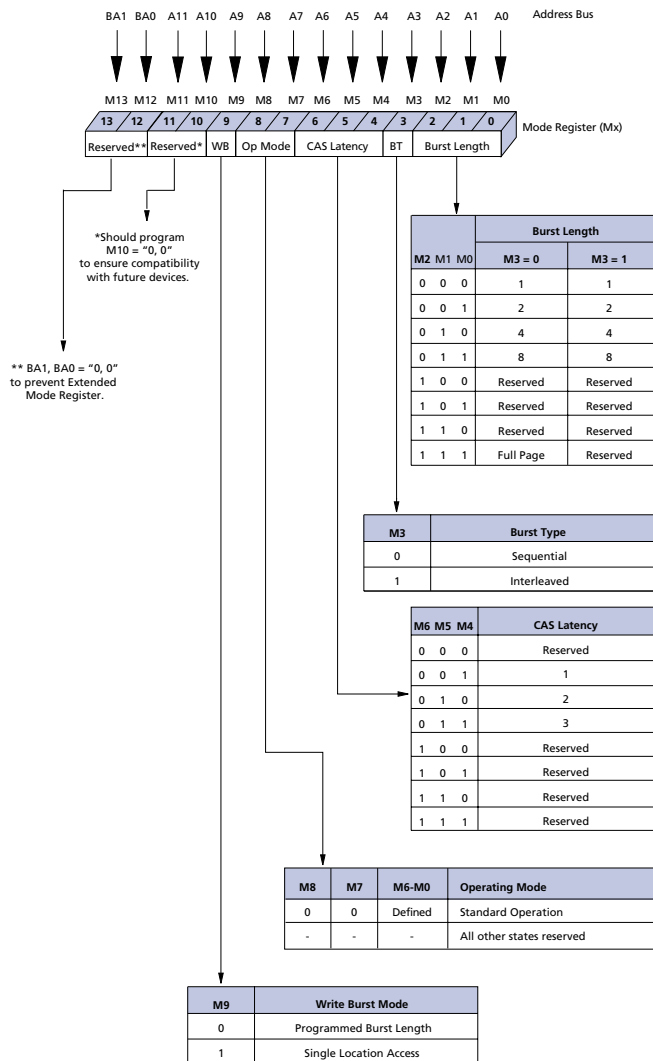 BA1 BA0 A11 A10 A9 A8 A7 A6 A5 A4 A3 A2 A1 A0 Address Bus
M13 M12 M11 M10 M9 M8 M7 M6 M5 M4 M3 M2 M1 M0
13 12 11 10 9 8 7 6 5 4 3 2 1 0 Mode Register (Mx)
Reserved** Reserved* WB Op Mode CAS Latency BT Burst Length
*Should program
M10 = “0, 0”
to ensure compatibility
with future devices.
** BA1, BA0 = “0, 0”
to prevent Extended
Mode Register.
Burst Length
M2 M1 M0 M3 = 0 M3 = 1
0 0 0 1 1
0 0 1 2 2
0 1 0 4 4
0 1 1 8 8
1 0 0 Reserved Reserved
1 0 1 Reserved Reserved
1 1 0 Reserved Reserved
1 1 1 Full Page Reserved
M3 Burst Type
0 Sequential
1 Interleaved
M6 M5 M4 CAS Latency
0 0 0 Reserved
0 0 1 1
0 1 0 2
0 1 1 3
1 0 0 Reserved
1 0 1 Reserved
1 1 0 Reserved
1 1 1 Reserved
M8 M7 M6-M0 Operating Mode
0 0 Defined Standard Operation
- - - All other states reserved
M9 Write Burst Mode
0 Programmed Burst Length
1 Single Location Access